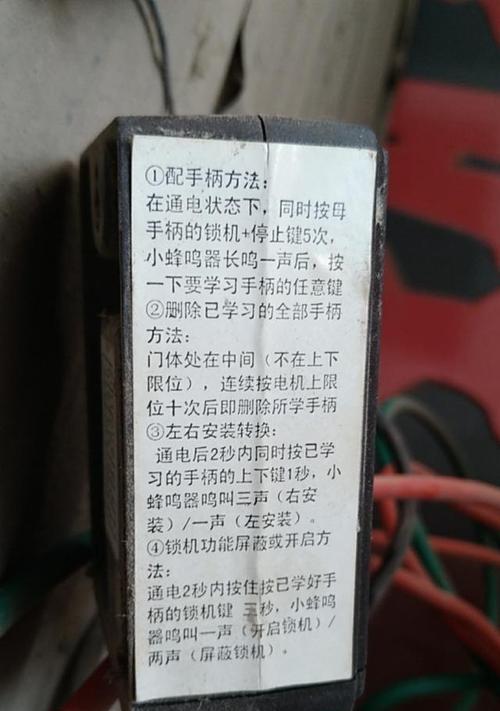 ①配手柄方法:
在通电状态下，同时按母
手柄的锁机+停止键5次，
小蜂鸣器长鸣一声后，按
一下要学习手柄的任意键
②删除已学习的全部手柄
方法:
门体处在中间（不在上下
限位），连续按电机上限
位十次后即删除所学手柄
③左右安装转换:
通电后2秒内同时按已学
习的手柄的上下键1秒，小
蜂鸣器鸣叫三声（右安
装）/一声（左安装）。
④锁机功能屏蔽或开启方
法:
通电2秒内按住按己学好手
柄的锁机键 三秒，小蜂鸣
器鸣叫一声（开启锁机）/
两声（屏蔽锁机）。